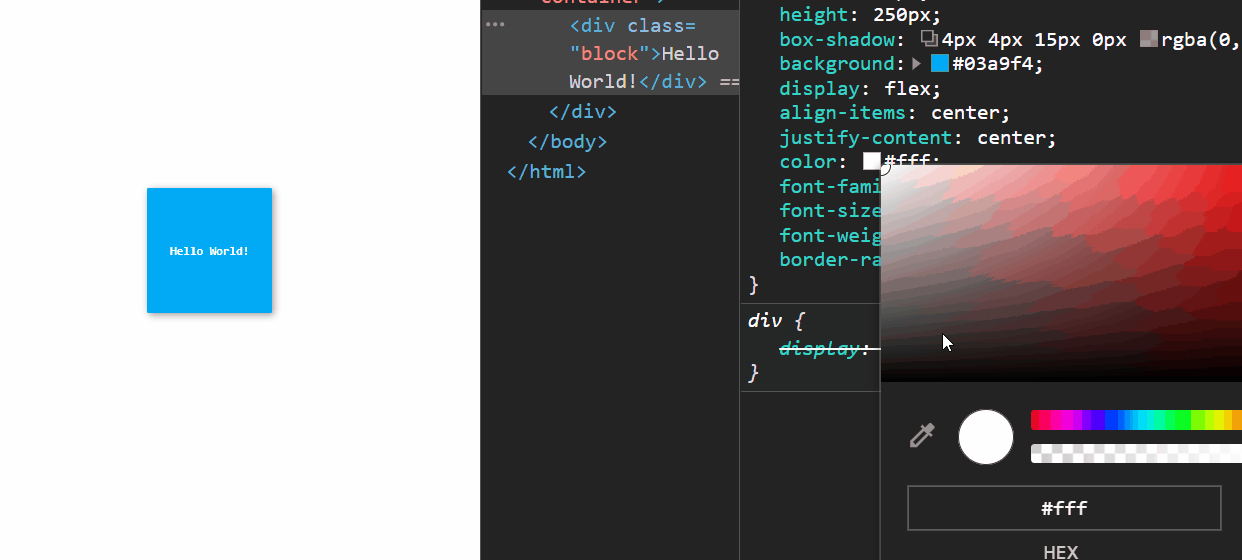 Hello World!
container >
<div class=
"block">Hello
World!</div> ==
</div>
</body>
</html>
height: 250px;
box-shadow: 4px 4px 15px 0px rgba(0,
background: #03a9f4;
display: flex;
align-items: center;
justify-content: center;
color: #fff;
font-fami
font-size
font-weig
border-ra
}
div {
display:
}
#fff
HEX